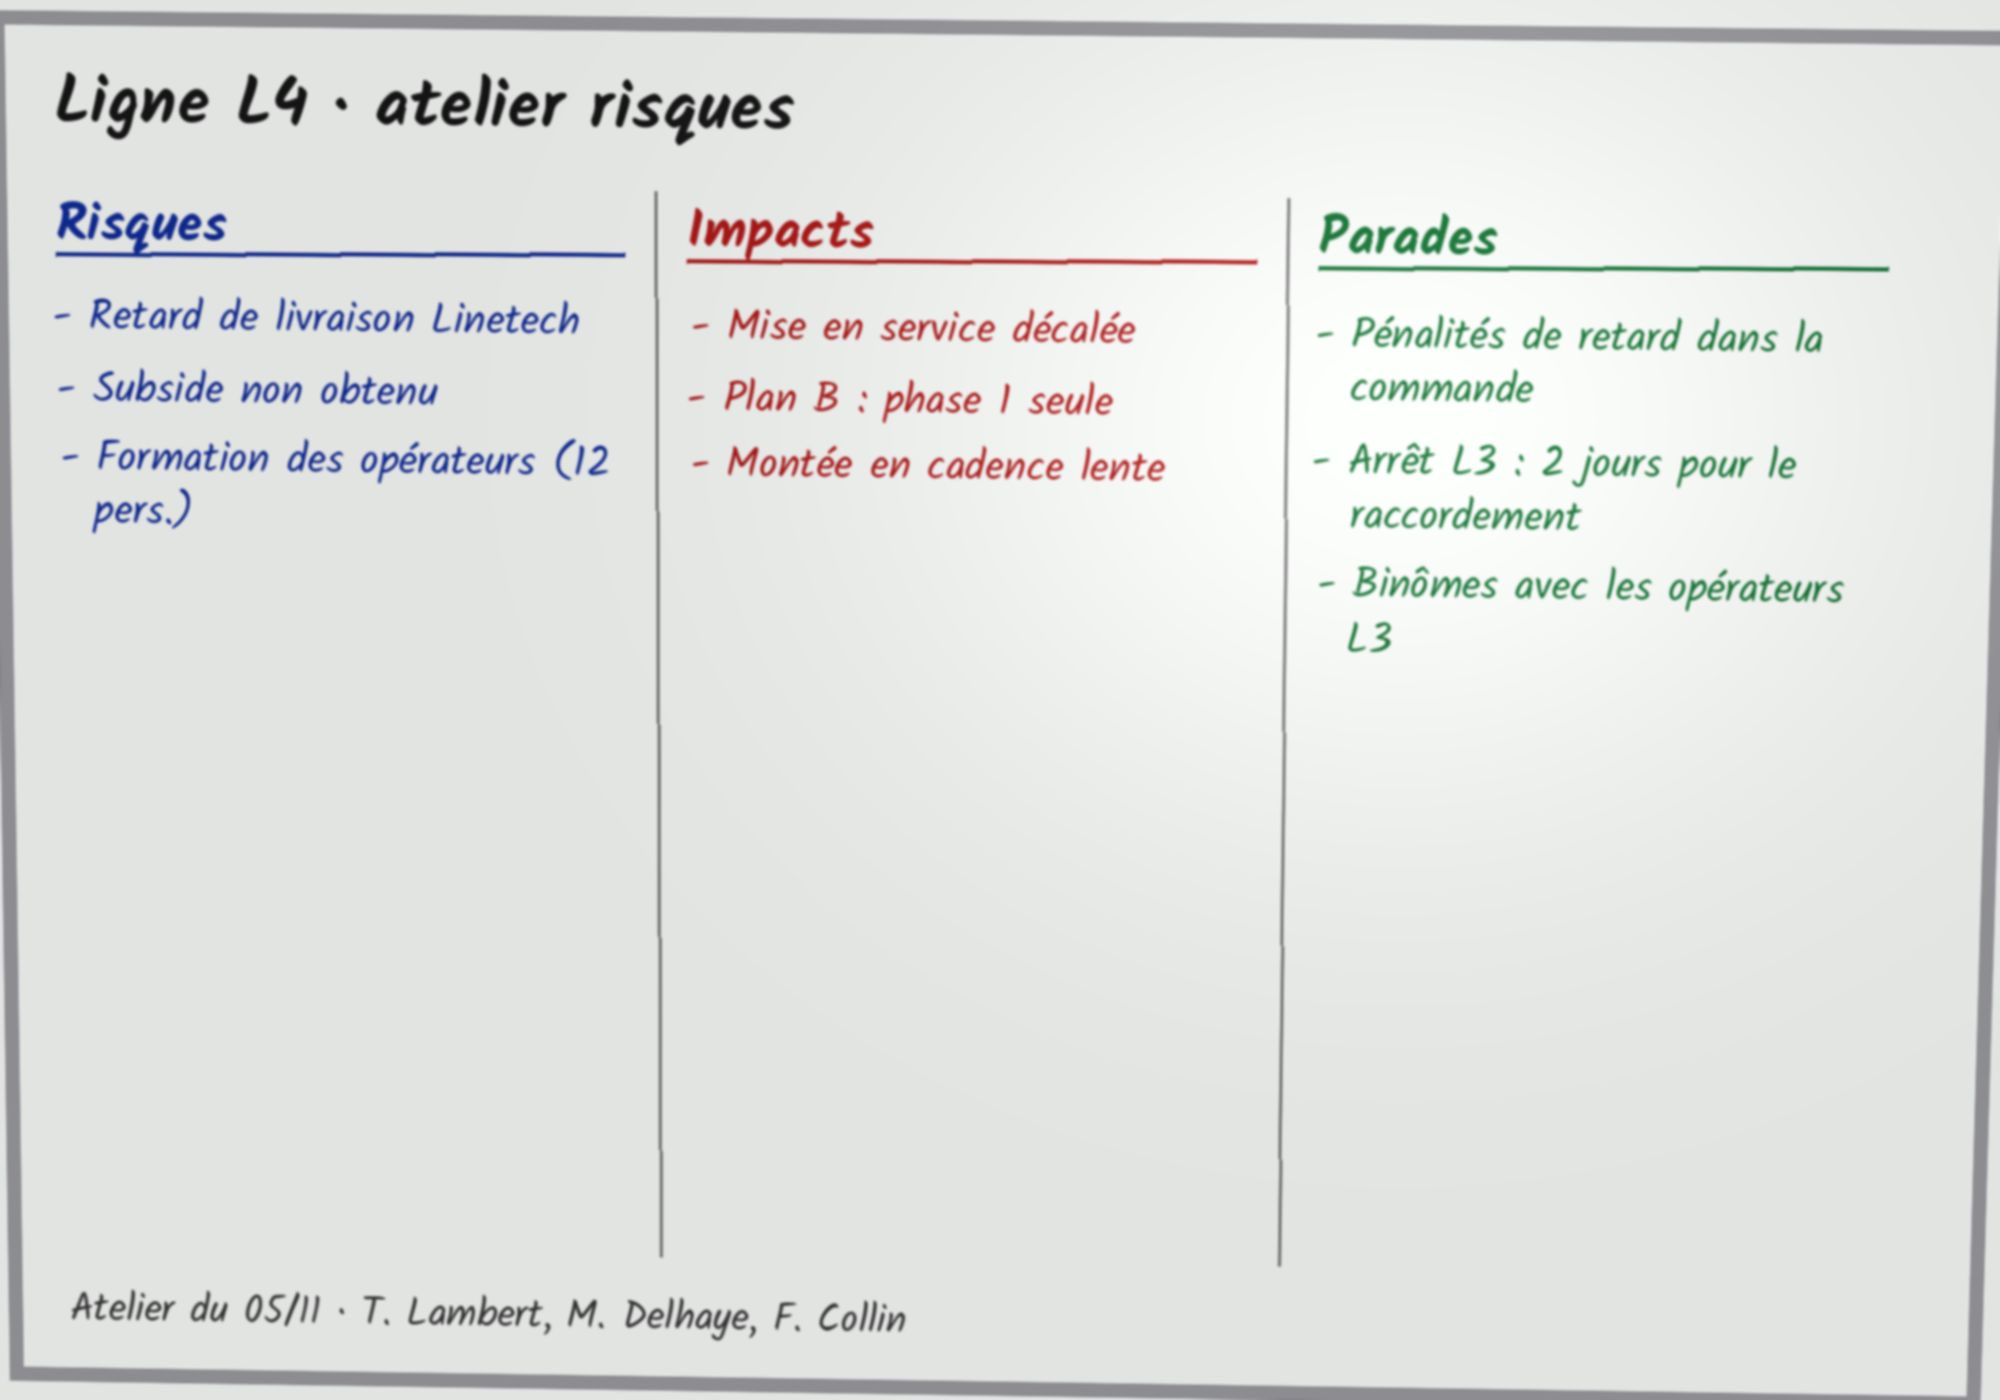 Ligne L4 · atelier risques
Risques
- Retard de livraison Linetech
- Subside non obtenu
- Formation des opérateurs (12
pers.)
Impacts
- Mise en service décalée
- Plan B : phase 1 seule
- Montée en cadence lente
Parades
- Pénalités de retard dans la
commande
- Arrêt L3 : 2 jours pour le
raccordement
- Binômes avec les opérateurs
L3
Atelier du 05/11 · T. Lambert, M. Delhaye, F. Collin